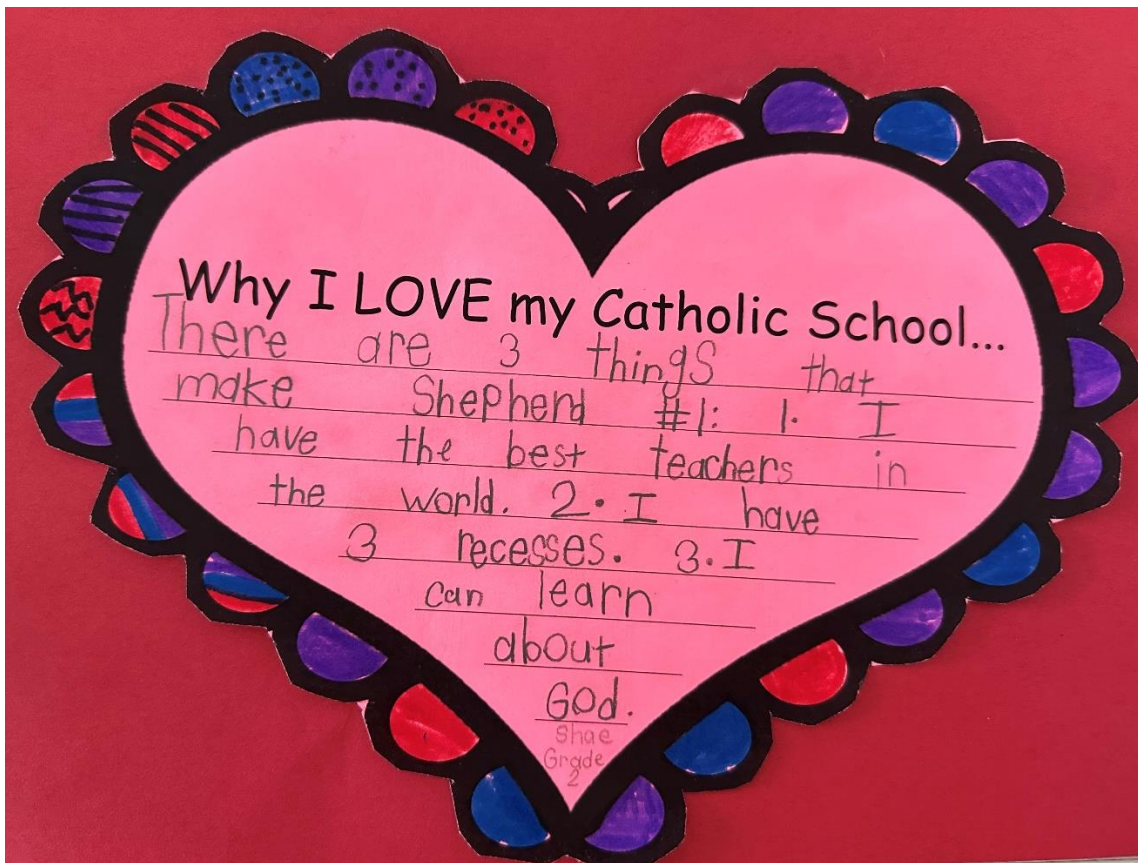 Why I LOVE my Catholic School...
There are 3 things that
make Shepherd #1: 1. I
have the best teachers in
the world. 2. I have
3 recesses. 3. I
can learn
about
God.
Shae
Grade
2